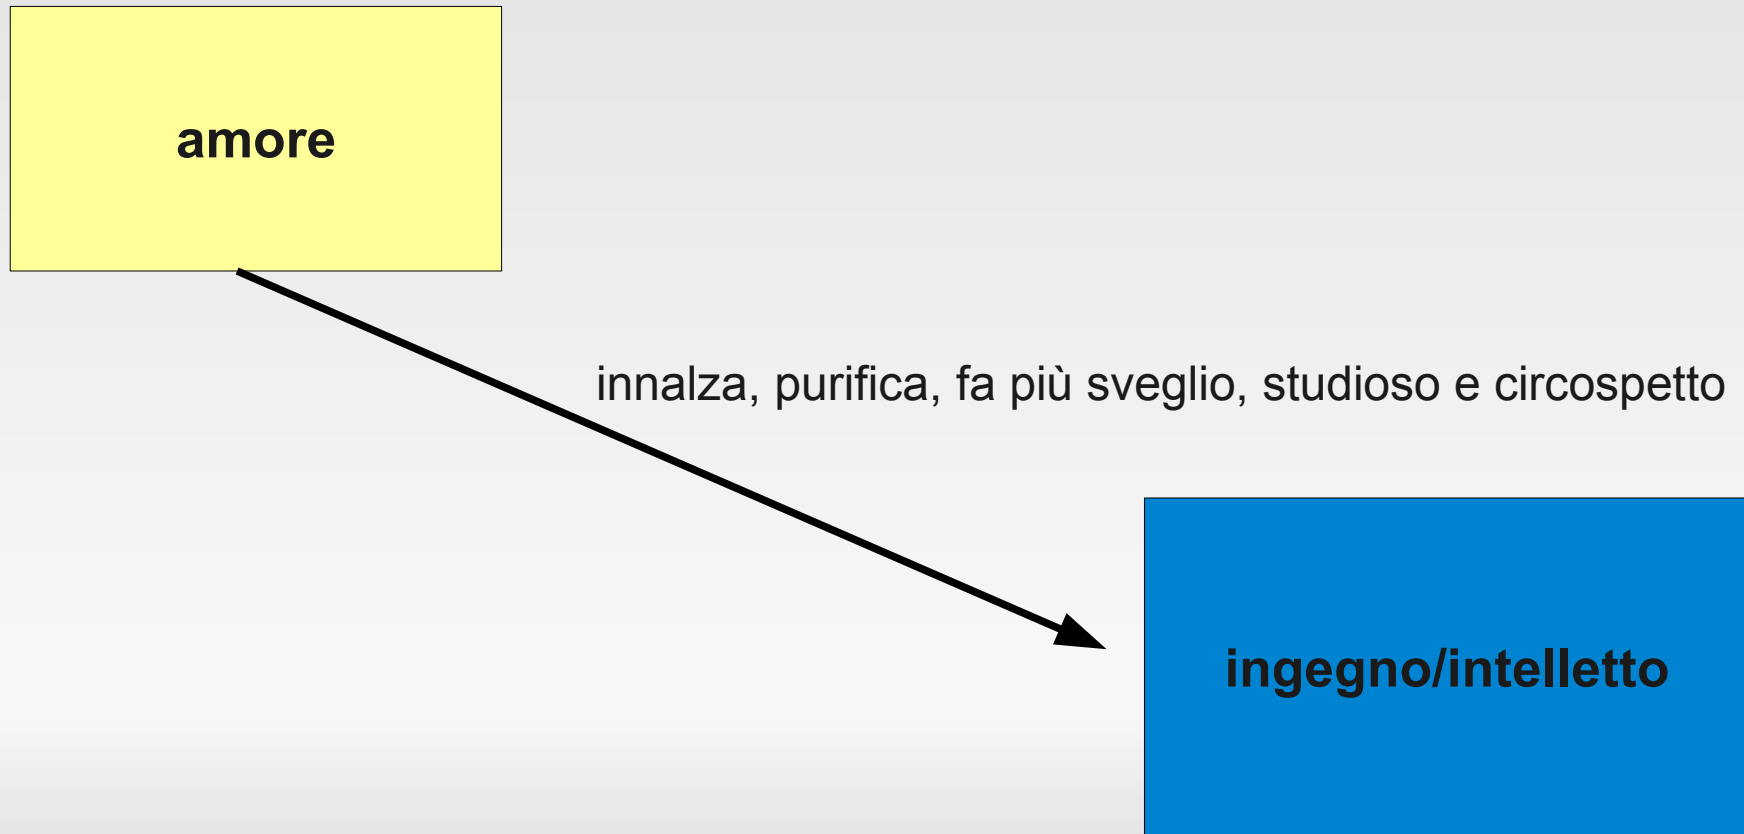 amore
innalza, purifica, fa più sveglio, studioso e circospetto
ingegno/intelletto